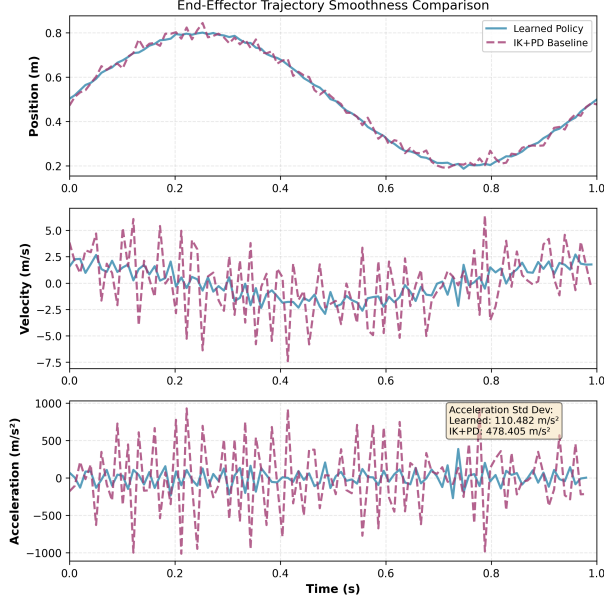 End-Effector Trajectory Smoothness Comparison
Learned Policy
IK+PD Baseline
Position (m)
0.8
0.6
0.4
0.2
0.0 0.2 0.4 0.6 0.8 1.0
Velocity (m/s)
5.0
2.5
0.0
−2.5
−5.0
−7.5
0.0 0.2 0.4 0.6 0.8 1.0
Acceleration (m/s²)
1000
500
0
−500
−1000
Acceleration Std Dev:
Learned: 110.482 m/s²
IK+PD: 478.405 m/s²
0.0 0.2 0.4 0.6 0.8 1.0
Time (s)